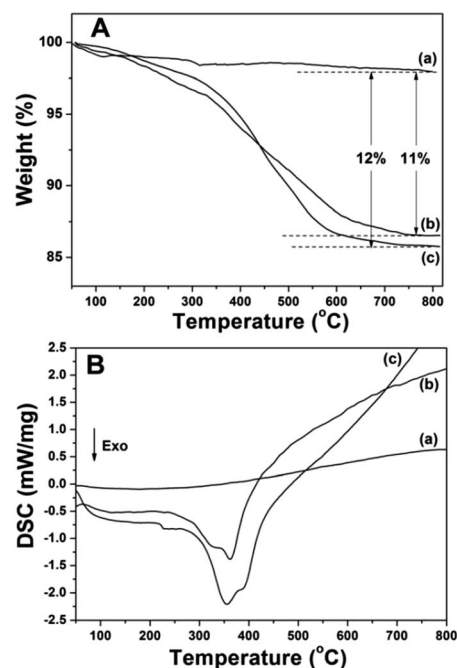 A
100
(a)
95
12%
11%
90
(b)
85
(c)
Weight (%)
100 200 300 400 500 600 700 800
Temperature (°C)
B
2.5
(c)
2.0
(b)
1.5
Exo
1.0
(a)
0.5
0.0
-0.5
-1.0
-1.5
-2.0
-2.5
DSC (mW/mg)
100 200 300 400 500 600 700 800
Temperature (°C)